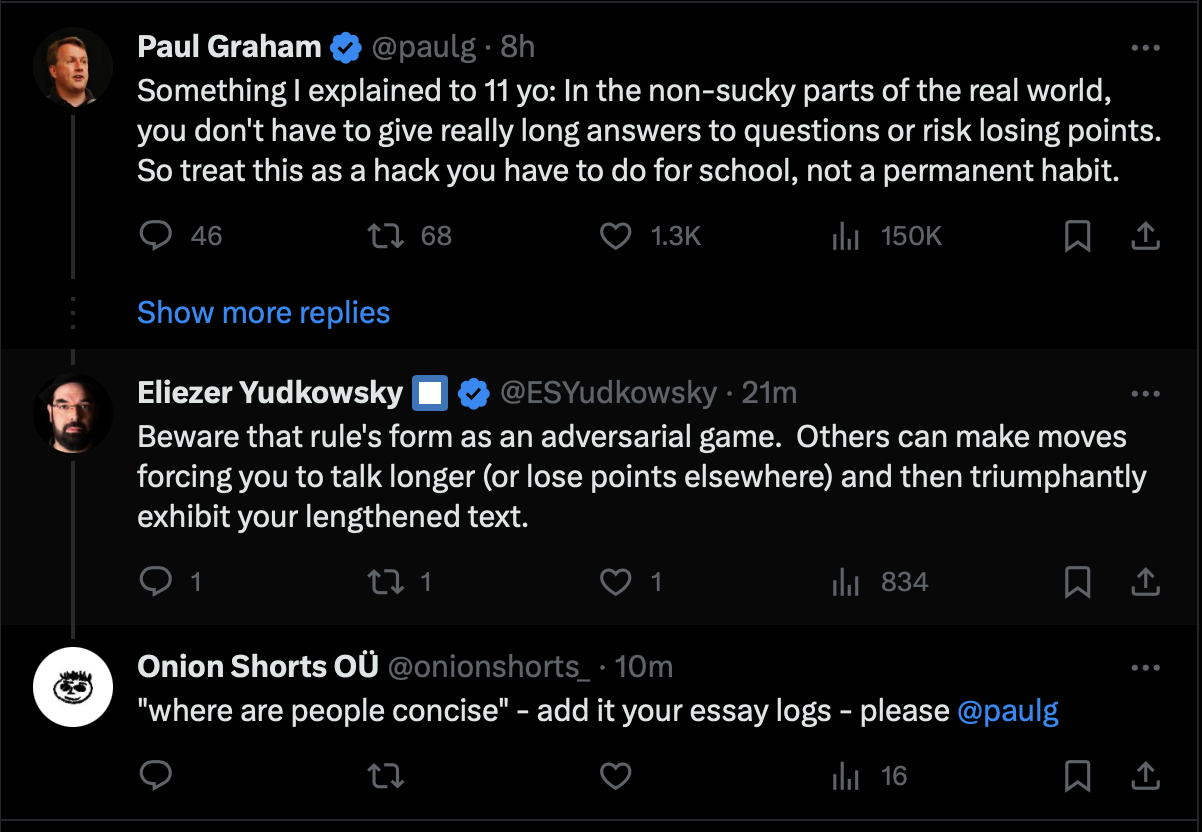 Paul Graham @paulg · 8h
Something I explained to 11 yo: In the non-sucky parts of the real world,
you don't have to give really long answers to questions or risk losing points.
So treat this as a hack you have to do for school, not a permanent habit.
46 68 1.3K 150K
Show more replies
Eliezer Yudkowsky @ESYudkowsky · 21m
Beware that rule's form as an adversarial game.  Others can make moves
forcing you to talk longer (or lose points elsewhere) and then triumphantly
exhibit your lengthened text.
1 1 1 834
Onion Shorts OÜ @onionshorts_ · 10m
"where are people concise" - add it your essay logs - please @paulg
16